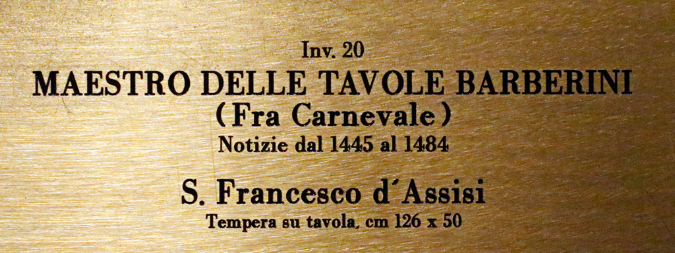 Inv. 20
MAESTRO DELLE TAVOLE BARBERINI
(Fra Carnevale)
Notizie dal 1445 al 1484
S. Francesco d´Assisi
Tempera su tavola, cm 126 x 50